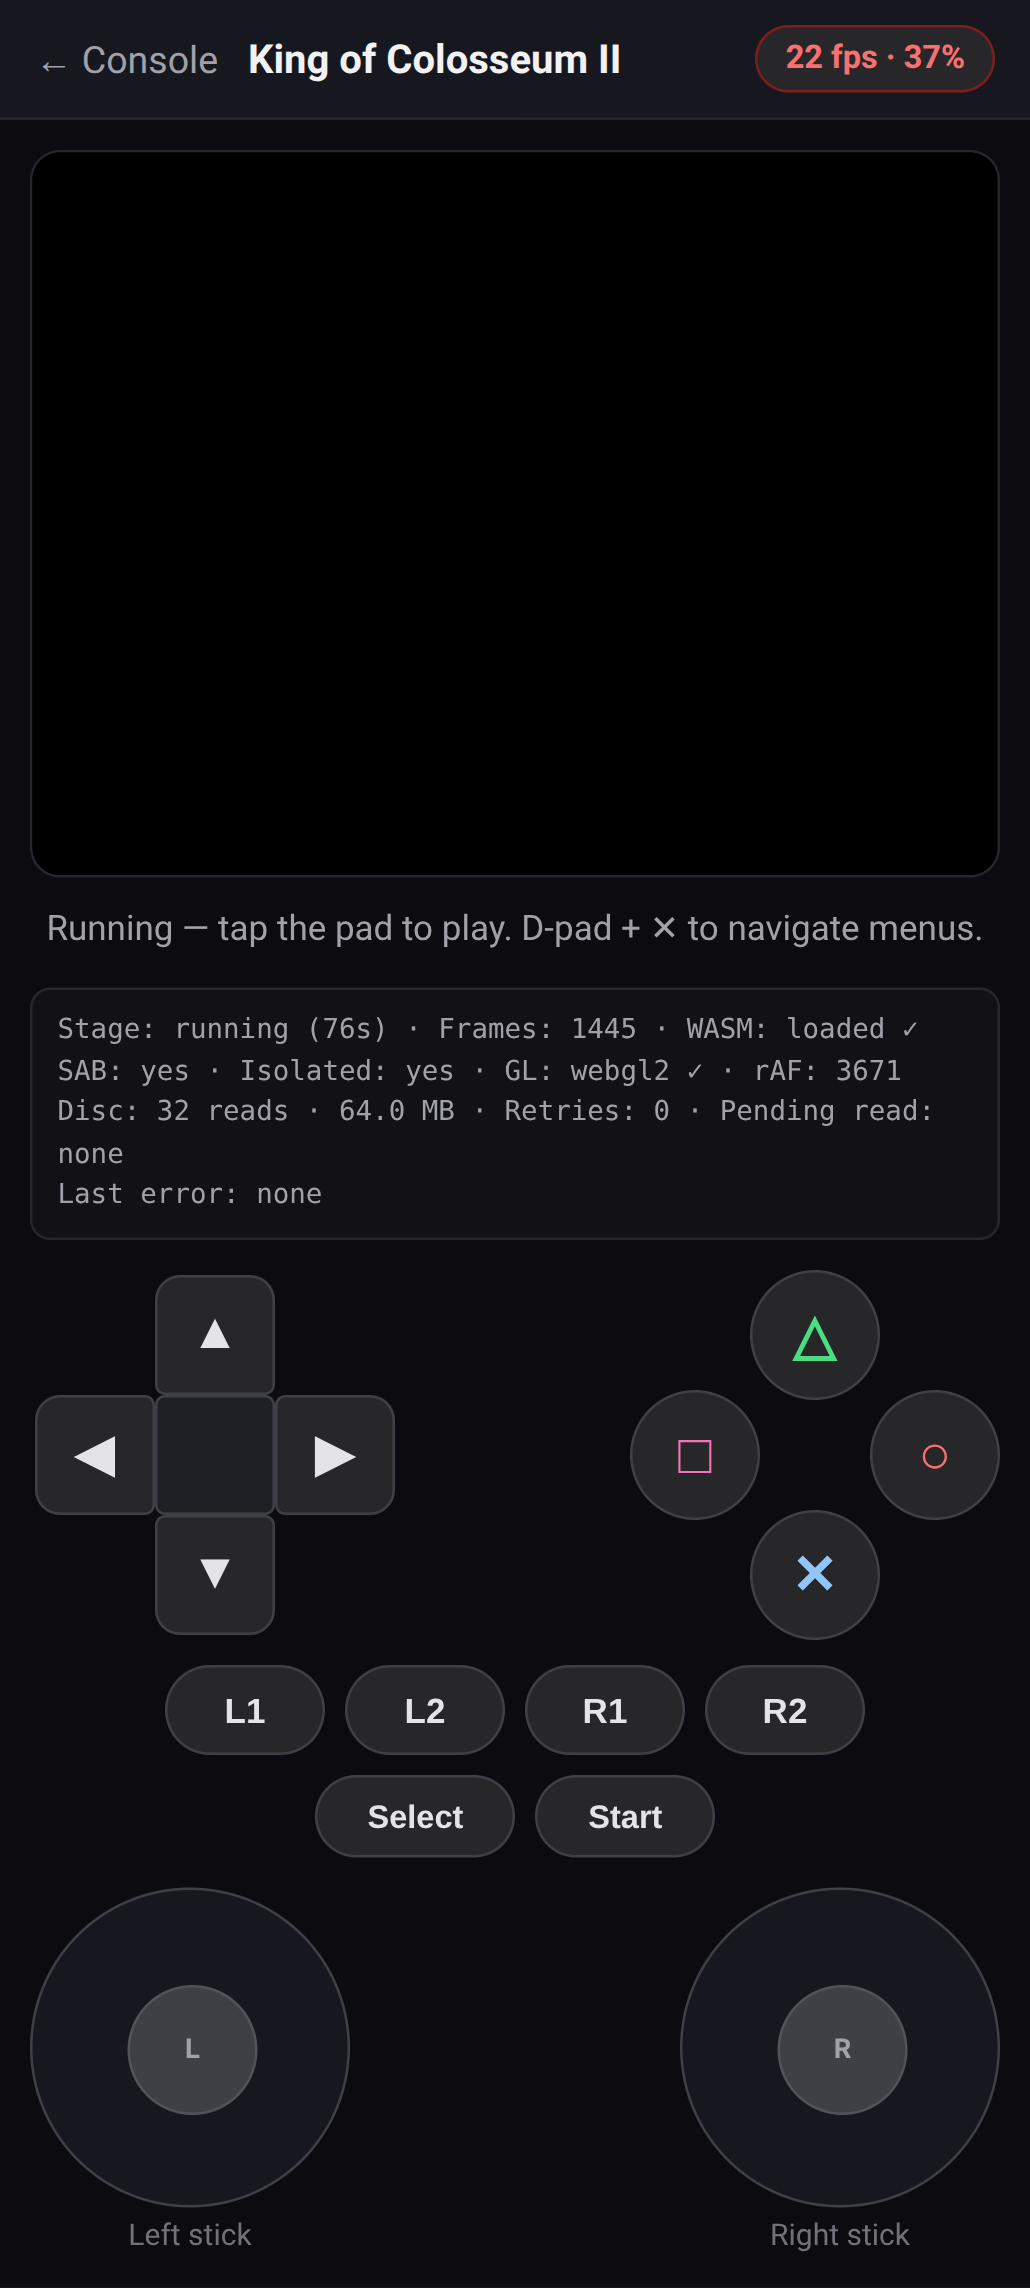 ← Console King of Colosseum II 22 fps · 37%
Running — tap the pad to play. D-pad + ✕ to navigate menus.
Stage: running (76s) · Frames: 1445 · WASM: loaded ✓
SAB: yes · Isolated: yes · GL: webgl2 ✓ · rAF: 3671
Disc: 32 reads · 64.0 MB · Retries: 0 · Pending read:
none
Last error: none
▲
△
◀ ▶
□ ○
▼
✕
L1 L2 R1 R2
Select Start
L R
Left stick Right stick